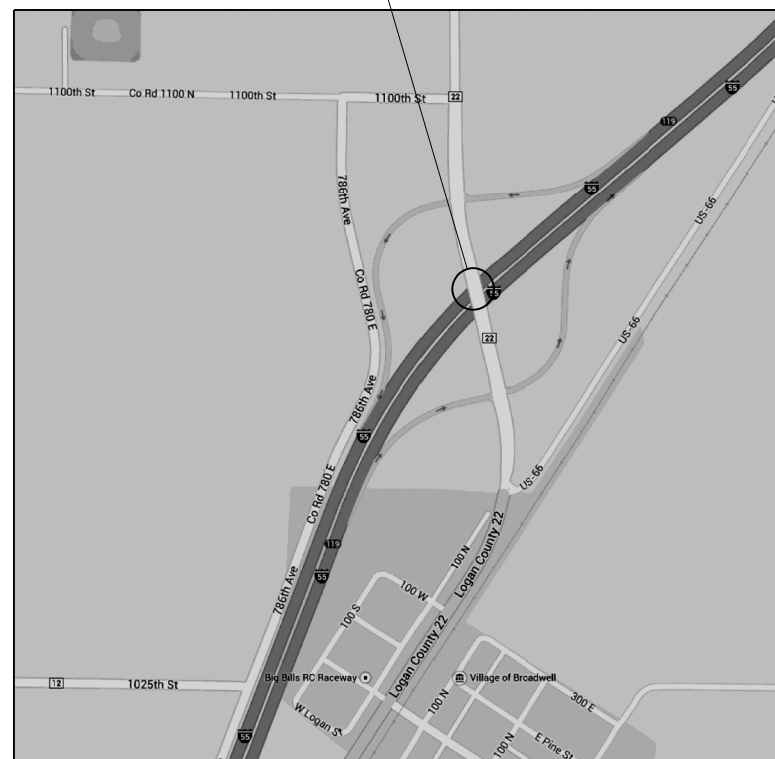 1100th St
Co Rd 1100 N
1100th St
1100th St
22
55
119
55
786th Ave
US-66
Co Rd 780 E
55
22
US-66
786th Ave
55
US-66
Co Rd 780 E
Logan County 22
119
100 N
55
786th Ave
100 W
100 S
Logan County 22
Big Bills RC Raceway
Village of Broadwell
12
1025th St
100 N
300 E
W Logan St
55
100 N
E Pine St